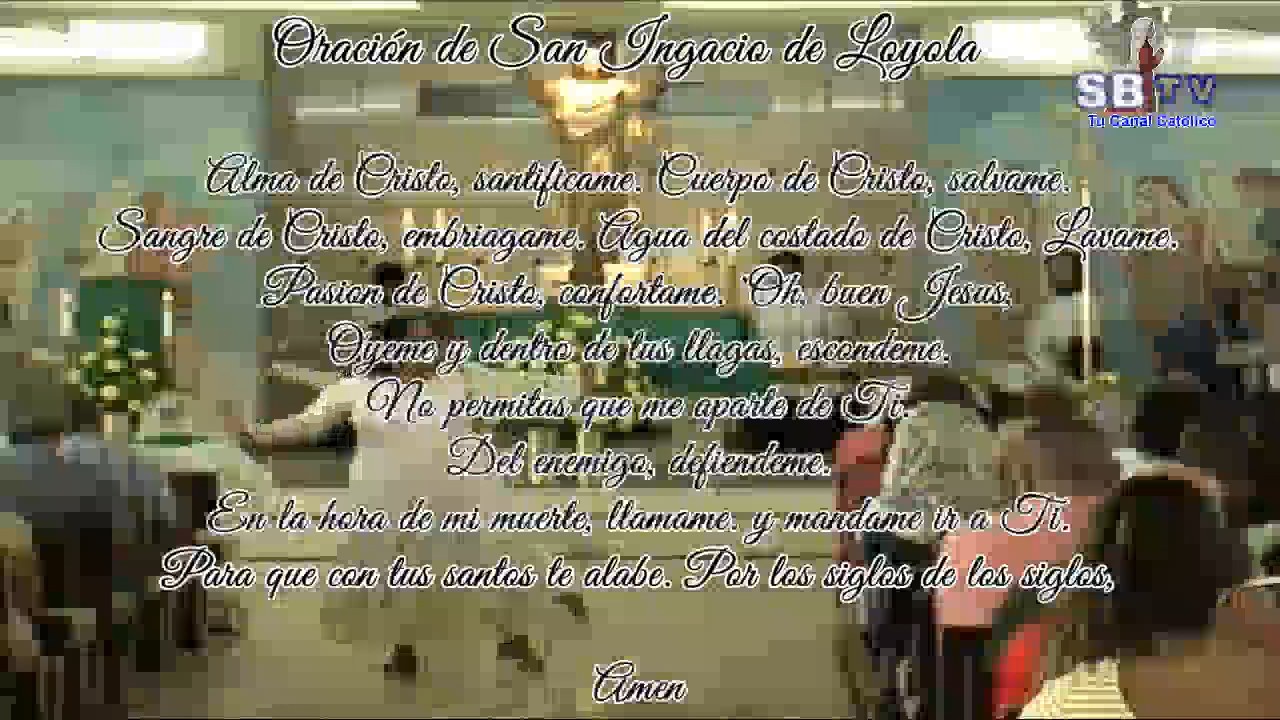 Oración de San Ingacio de Loyola
SBTV
Tu Canal Católico
Alma de Cristo, santificame. Cuerpo de Cristo, salvame.
Sangre de Cristo, embriagame. Agua del costado de Cristo, Lavame.
Pasion de Cristo, confortame. Oh, buen Jesus,
Oyeme y dentro de tus llagas, escondeme.
No permitas que me aparte de Ti.
Del enemigo, defiendeme.
En la hora de mi muerte, llamame. y mandame ir a Ti.
Para que con tus santos te alabe. Por los siglos de los siglos,
Amen